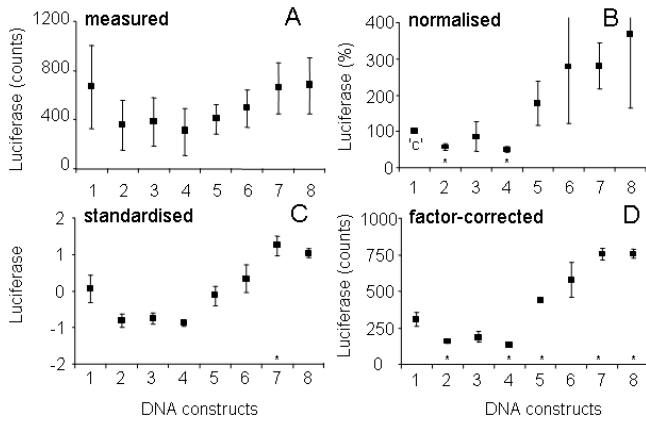 measured A
Luciferase (counts)
1200
800
400
0
1 2 3 4 5 6 7 8
normalised B
Luciferase (%)
400
300
200
100
0
'C'
* *
1 2 3 4 5 6 7 8
standardised C
Luciferase
2
1
0
-1
-2
*
1 2 3 4 5 6 7 8
DNA constructs
factor-corrected D
Luciferase (counts)
1000
750
500
250
0
* * * * *
1 2 3 4 5 6 7 8
DNA constructs